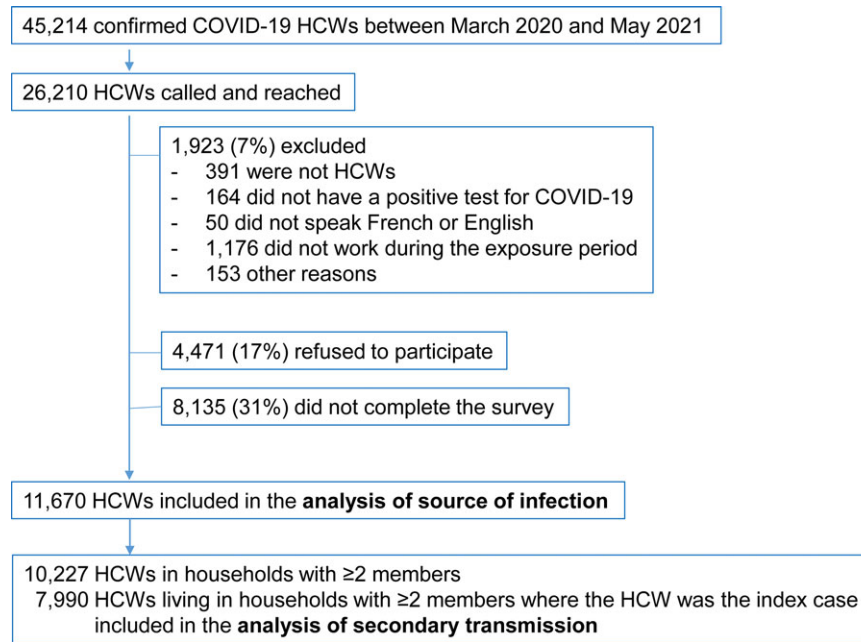 45,214 confirmed COVID-19 HCWs between March 2020 and May 2021
26,210 HCWs called and reached
1,923 (7%) excluded
- 391 were not HCWs
- 164 did not have a positive test for COVID-19
- 50 did not speak French or English
- 1,176 did not work during the exposure period
- 153 other reasons
4,471 (17%) refused to participate
8,135 (31%) did not complete the survey
11,670 HCWs included in the analysis of source of infection
10,227 HCWs in households with ≥2 members
7,990 HCWs living in households with ≥2 members where the HCW was the index case
included in the analysis of secondary transmission